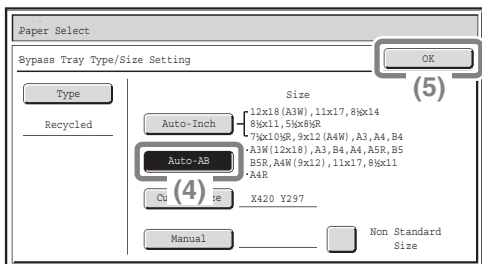 Paper Select
Bypass Tray Type/Size Setting
OK
(5)
Type
Size
Recycled
Auto-Inch
12x18(A3W),11x17,8½x14
8½x11,5½x8½R
7¼x10½R,9x12(A4W),A3,A4,B4
Auto-AB
·A3W(12x18),A3,B4,A4,A5R,B5
B5R,A4W(9x12),11x17,8½x11
·A4R
(4)
X420 Y297
Manual
Non Standard
Size